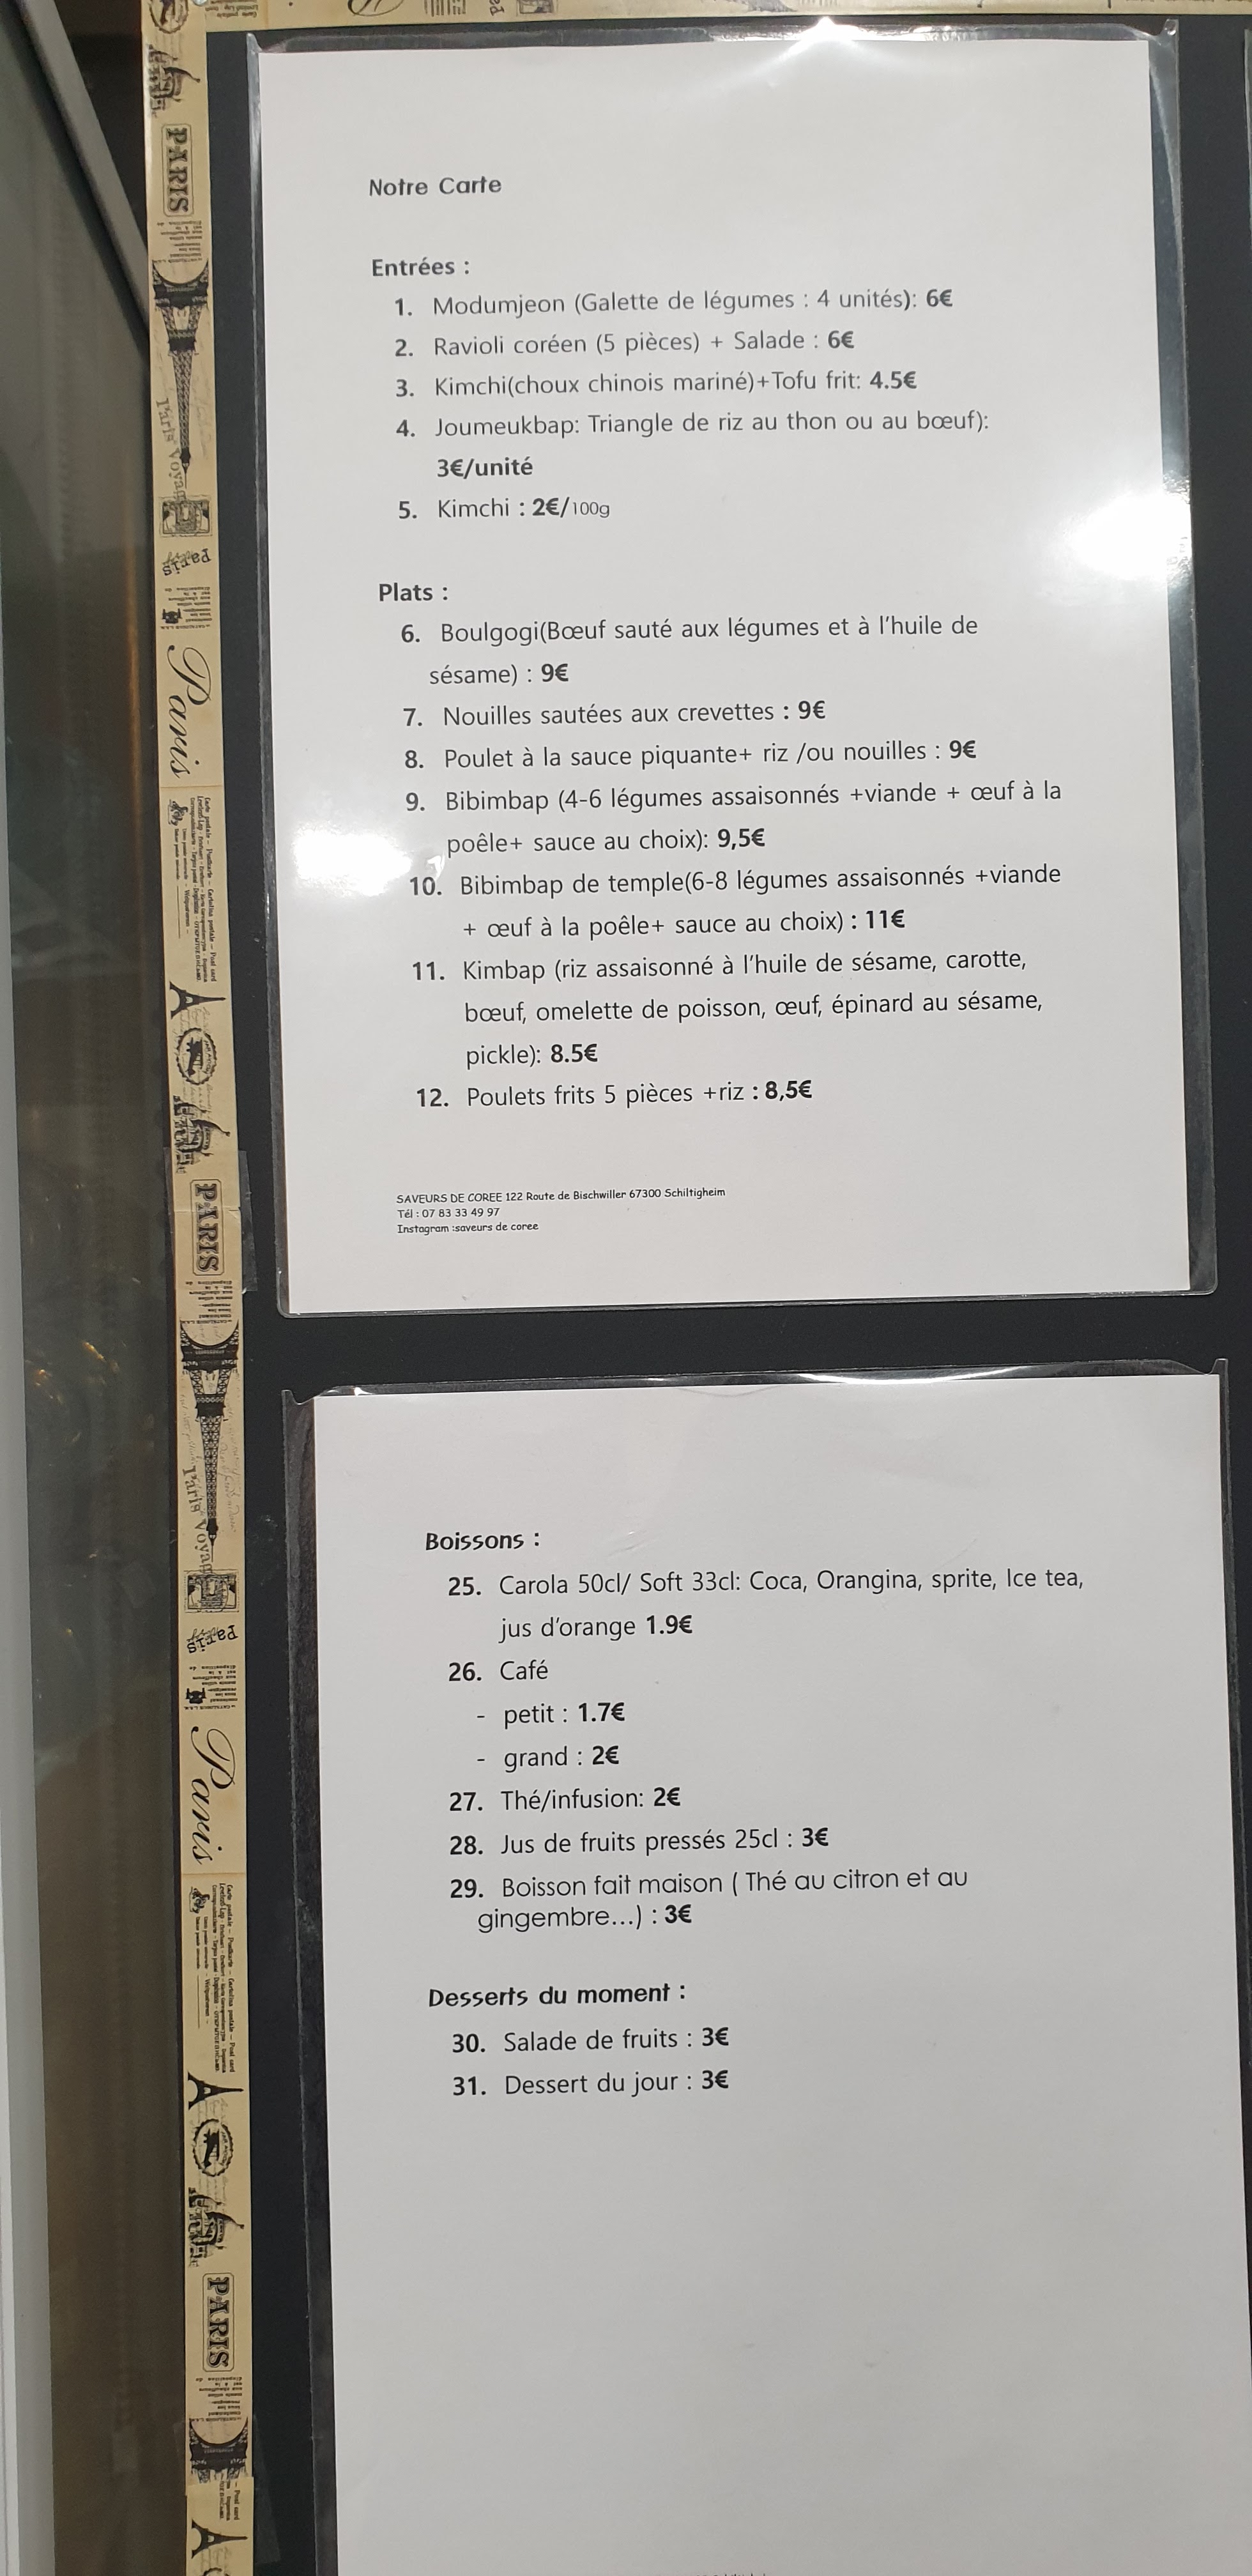 Notre Carte
Entrées :
1. Modumjeon (Galette de légumes : 4 unités): 6€
2. Ravioli coréen (5 pièces) + Salade : 6€
3. Kimchi(choux chinois mariné)+Tofu frit: 4.5€
4. Joumeukbap: Triangle de riz au thon ou au bœuf):
3€/unité
5. Kimchi : 2€/100g
Plats :
6. Boulgogi(Bœuf sauté aux légumes et à l'huile de
sésame) : 9€
7. Nouilles sautées aux crevettes : 9€
8. Poulet à la sauce piquante+ riz /ou nouilles : 9€
9. Bibimbap (4-6 légumes assaisonnés +viande + œuf à la
poêle+ sauce au choix): 9,5€
10. Bibimbap de temple(6-8 légumes assaisonnés +viande
+ œuf à la poêle+ sauce au choix) : 11€
11. Kimbap (riz assaisonné à l'huile de sésame, carotte,
bœuf, omelette de poisson, œuf, épinard au sésame,
pickle): 8.5€
12. Poulets frits 5 pièces +riz : 8,5€
SAVEURS DE COREE 122 Route de Bischwiller 67300 Schiltigheim
Tél : 07 83 33 49 97
Instagram :saveurs de coree
Boissons :
25. Carola 50cl/ Soft 33cl: Coca, Orangina, sprite, Ice tea,
jus d'orange 1.9€
26. Café
- petit : 1.7€
- grand : 2€
27. Thé/infusion: 2€
28. Jus de fruits pressés 25cl : 3€
29. Boisson fait maison ( Thé au citron et au
gingembre...) : 3€
Desserts du moment :
30. Salade de fruits : 3€
31. Dessert du jour : 3€
PARIS
Paris
Paris
PARIS
Paris
Paris
PARIS